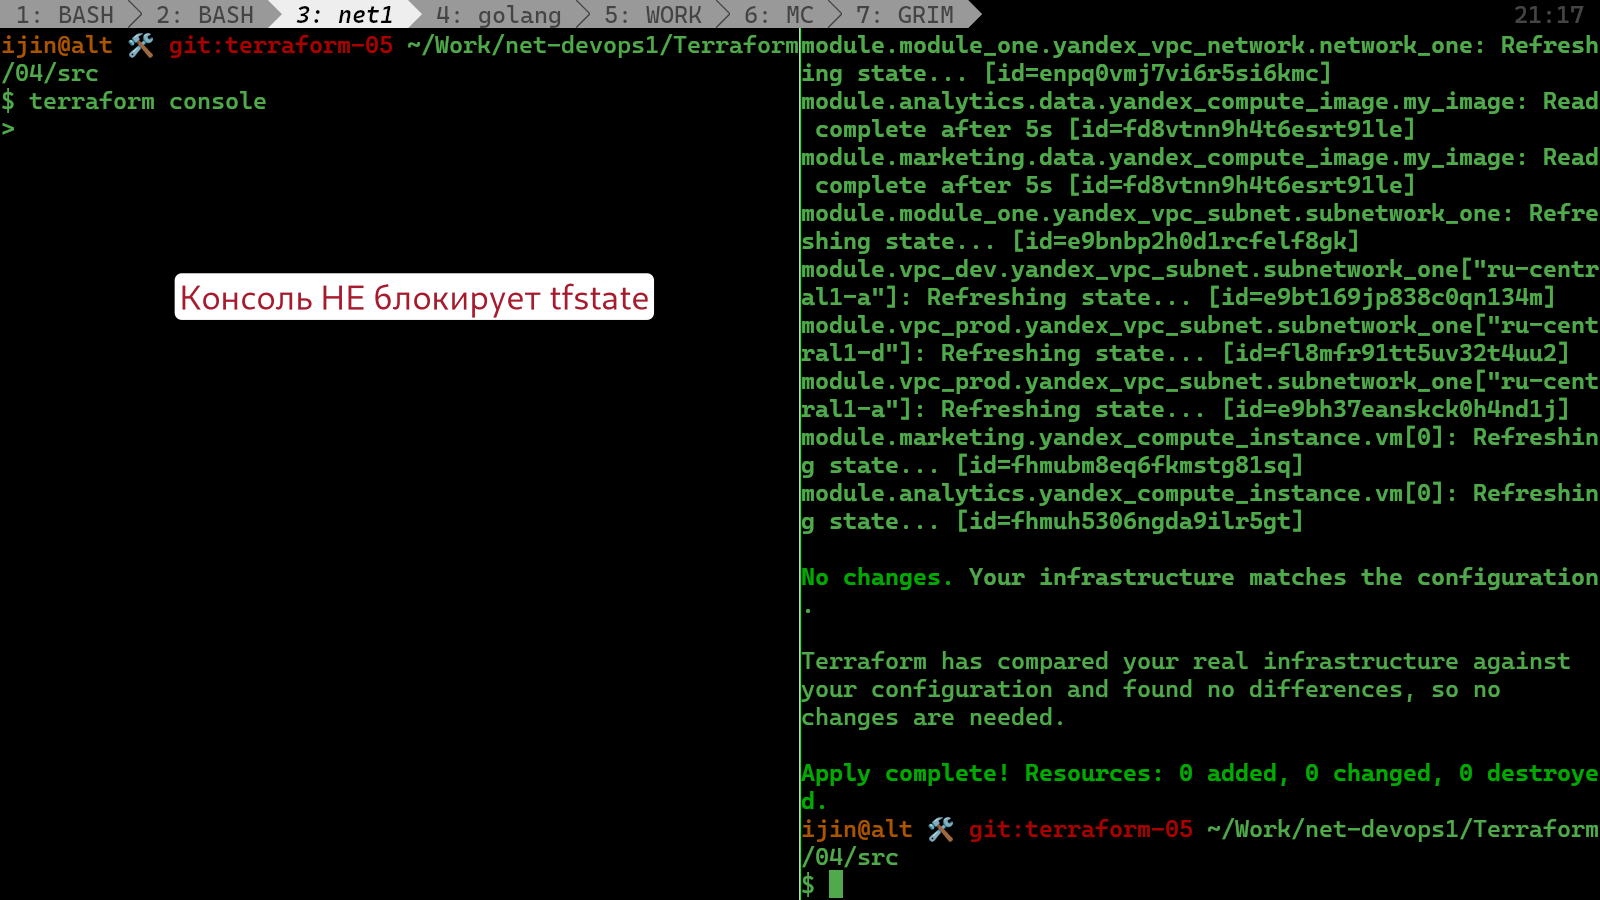 1: BASH 2: BASH 3: net1 4: golang 5: WORK 6: MC 7: GRIM 21:17
ijin@alt 🛠 git:terraform-05 ~/Work/net-devops1/Terraform
/04/src
$ terraform console
>
Консоль НЕ блокирует tfstate
module.module_one.yandex_vpc_network.network_one: Refresh
ing state... [id=enpq0vmj7vi6r5si6kmc]
module.analytics.data.yandex_compute_image.my_image: Read
 complete after 5s [id=fd8vtnn9h4t6esrt91le]
module.marketing.data.yandex_compute_image.my_image: Read
 complete after 5s [id=fd8vtnn9h4t6esrt91le]
module.module_one.yandex_vpc_subnet.subnetwork_one: Refre
shing state... [id=e9bnbp2h0d1rcfelf8gk]
module.vpc_dev.yandex_vpc_subnet.subnetwork_one["ru-centr
al1-a"]: Refreshing state... [id=e9bt169jp838c0qn134m]
module.vpc_prod.yandex_vpc_subnet.subnetwork_one["ru-cent
ral1-d"]: Refreshing state... [id=fl8mfr91tt5uv32t4uu2]
module.vpc_prod.yandex_vpc_subnet.subnetwork_one["ru-cent
ral1-a"]: Refreshing state... [id=e9bh37eanskck0h4nd1j]
module.marketing.yandex_compute_instance.vm[0]: Refreshin
g state... [id=fhmubm8eq6fkmstg81sq]
module.analytics.yandex_compute_instance.vm[0]: Refreshin
g state... [id=fhmuh5306ngda9ilr5gt]
No changes. Your infrastructure matches the configuration
.
Terraform has compared your real infrastructure against
your configuration and found no differences, so no
changes are needed.
Apply complete! Resources: 0 added, 0 changed, 0 destroye
d.
ijin@alt 🛠 git:terraform-05 ~/Work/net-devops1/Terraform
/04/src
$